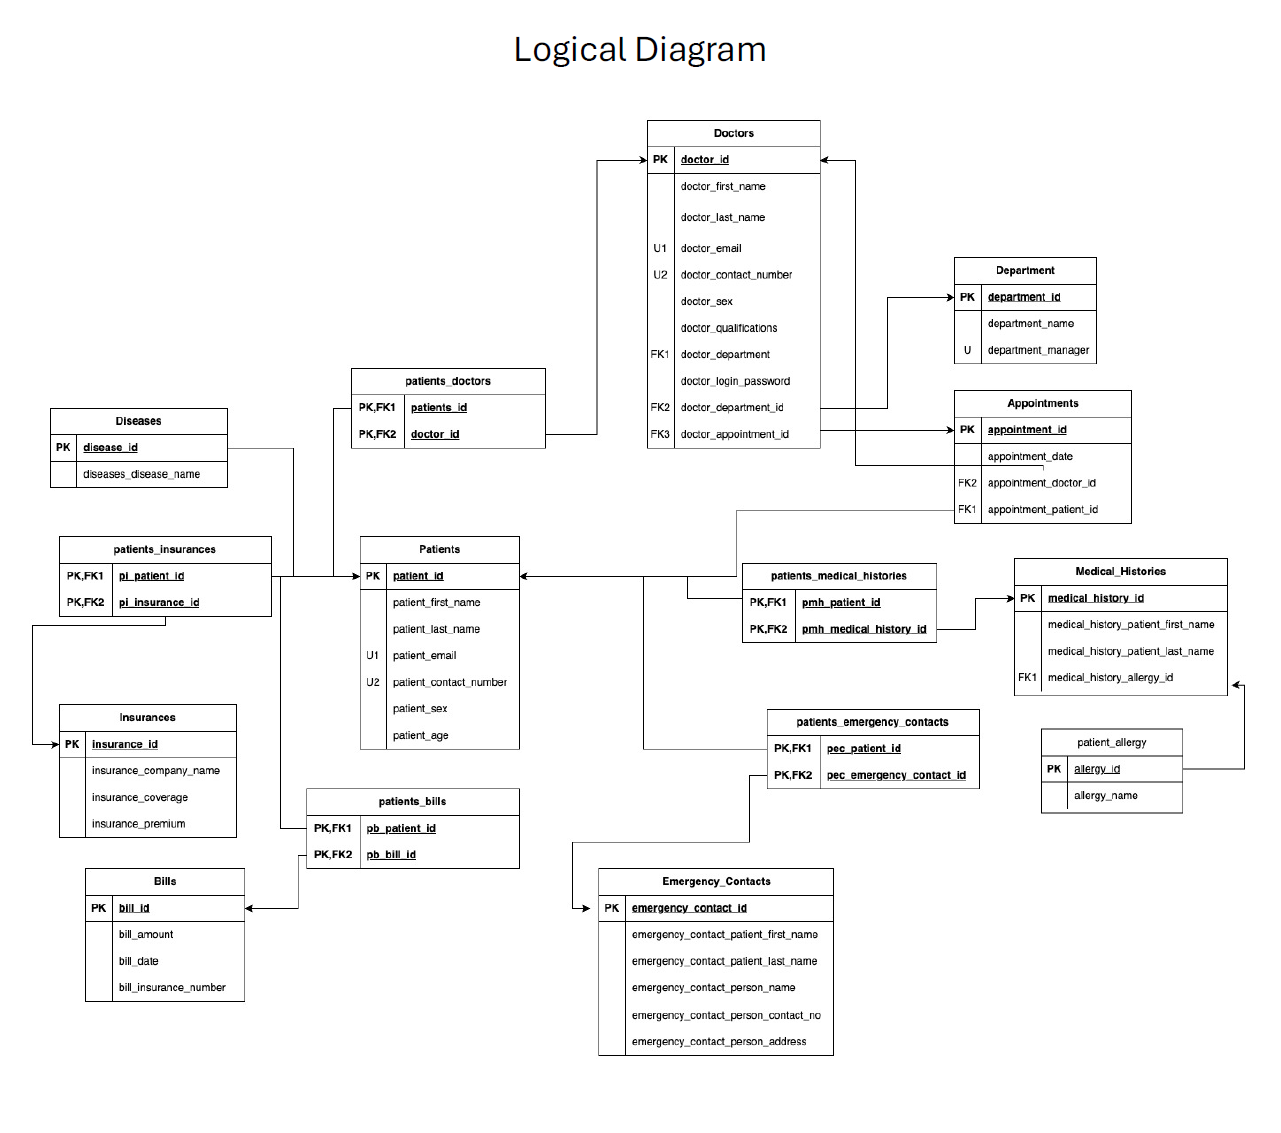 Logical Diagram
Doctors
PK doctor_id
doctor_first_name
doctor_last_name
U1 doctor_email
U2 doctor_contact_number
doctor_sex
doctor_qualifications
FK1 doctor_department
doctor_login_password
FK2 doctor_department_id
FK3 doctor_appointment_id
Department
PK department_id
department_name
U department_manager
patients_doctors
PK,FK1 patients_id
PK,FK2 doctor_id
Appointments
PK appointment_id
appointment_date
FK2 appointment_doctor_id
FK1 appointment_patient_id
Diseases
PK disease_id
diseases_disease_name
patients_insurances
PK,FK1 pi_patient_id
PK,FK2 pi_insurance_id
Patients
PK patient_id
patient_first_name
patient_last_name
U1 patient_email
U2 patient_contact_number
patient_sex
patient_age
patients_medical_histories
PK,FK1 pmh_patient_id
PK,FK2 pmh_medical_history_id
Medical_Histories
PK medical_history_id
medical_history_patient_first_name
medical_history_patient_last_name
FK1 medical_history_allergy_id
Insurances
PK insurance_id
insurance_company_name
insurance_coverage
insurance_premium
patients_emergency_contacts
PK,FK1 pec_patient_id
PK,FK2 pec_emergency_contact_id
patient_allergy
PK allergy_id
allergy_name
patients_bills
PK,FK1 pb_patient_id
PK,FK2 pb_bill_id
Bills
PK bill_id
bill_amount
bill_date
bill_insurance_number
Emergency_Contacts
PK emergency_contact_id
emergency_contact_patient_first_name
emergency_contact_patient_last_name
emergency_contact_person_name
emergency_contact_person_contact_no
emergency_contact_person_address